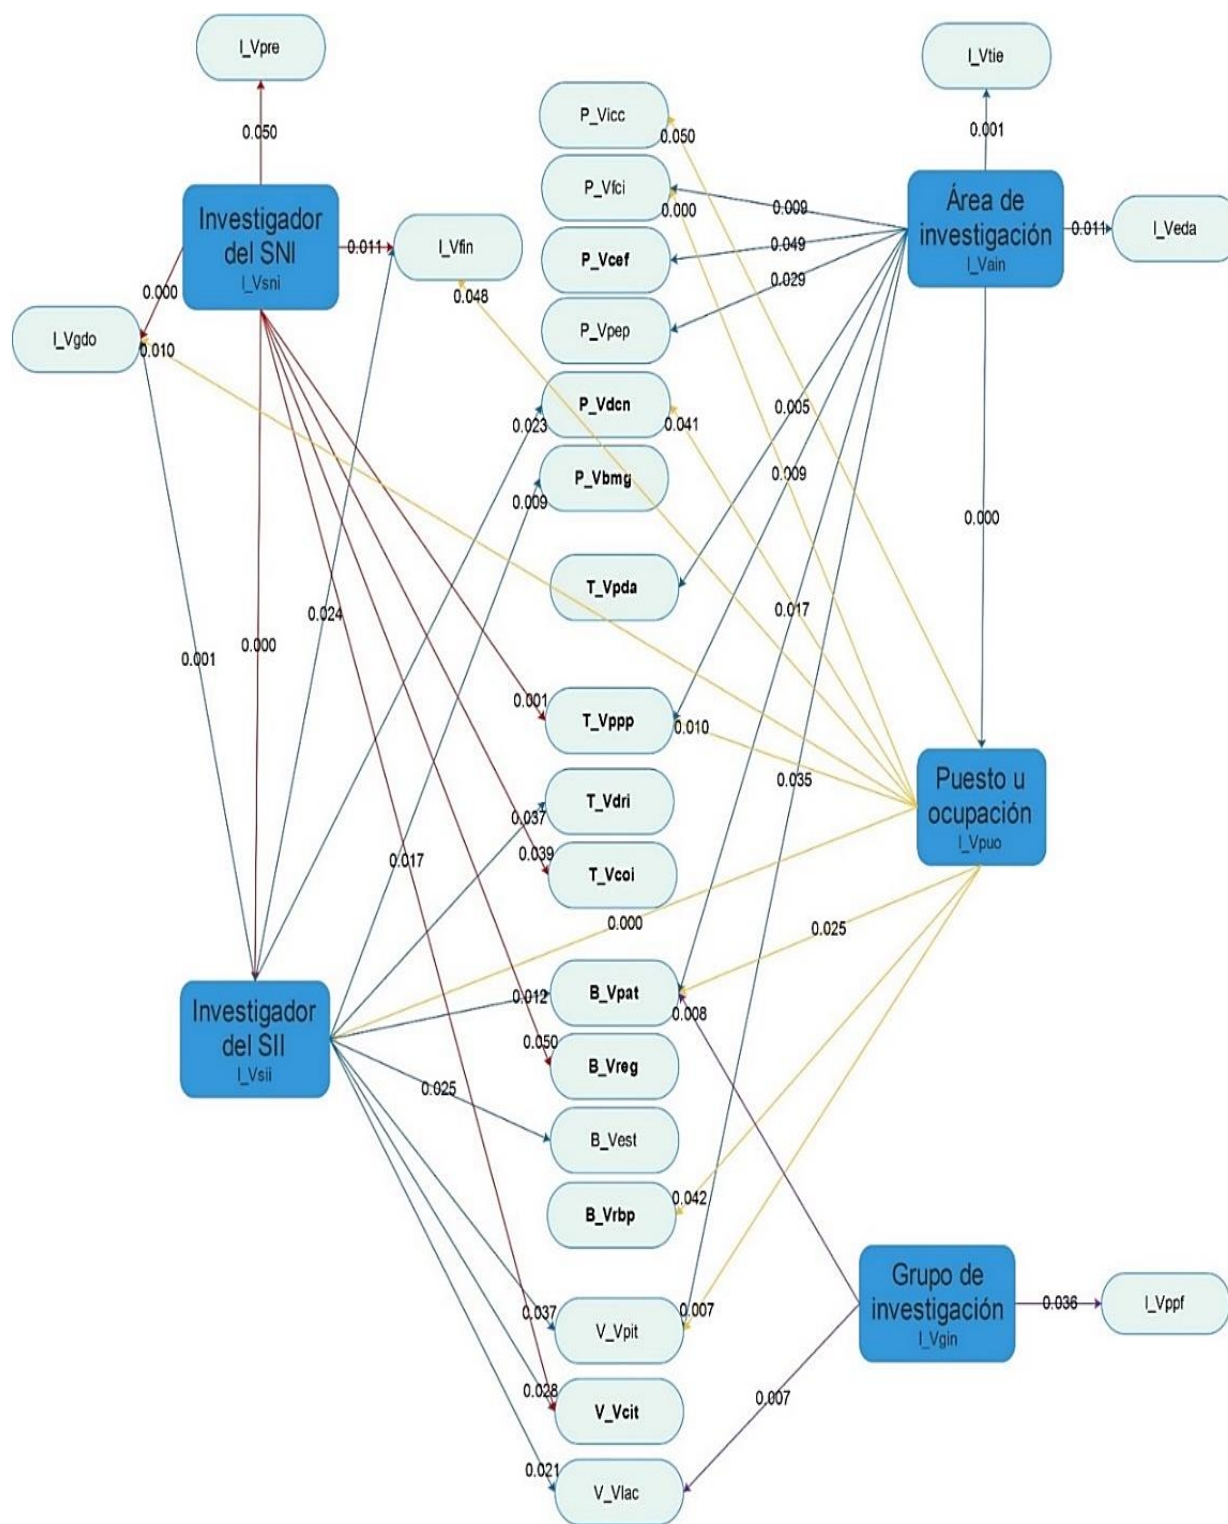 I_Vpre
I_Vtie
P_Vicc
0.050
0.050
0.001
P_Vfci
0.009
0.000
Investigador
del SNI
I_Vsni
Área de
investigación
I_Vain
0.011
I_Veda
0.011
I_Vfin
P_Vcef
0.049
0.029
0.000
0.048
I_Vgdo
0.010
P_Vpep
P_Vdcn
0.023
0.041
0.005
P_Vbmg
0.009
0.009
0.000
T_Vpda
0.024
0.017
0.001
0.000
T_Vppp
0.001
0.010
0.035
Puesto u
ocupación
I_Vpuo
T_Vdri
0.037
0.017
0.039
T_Vcoi
0.000
0.025
Investigador
del SII
I_Vsii
B_Vpat
0.012
0.008
0.050
B_Vreg
0.025
B_Vest
B_Vrbp
0.042
Grupo de
investigación
I_Vgin
0.036
I_Vppf
0.037
V_Vpit
0.007
0.028
V_Vcit
0.007
0.021
V_Vlac